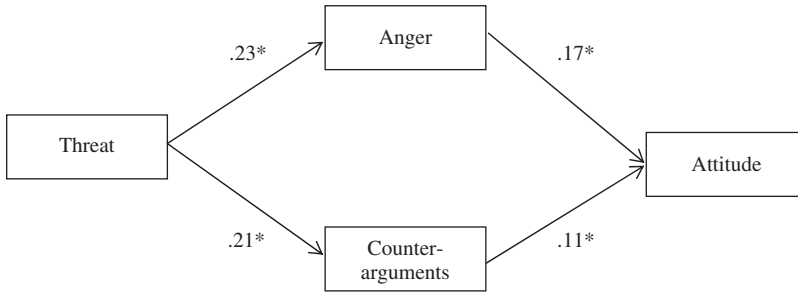 Anger
.23*
.17*
Threat
Attitude
.21*
Counter-
arguments
.11*